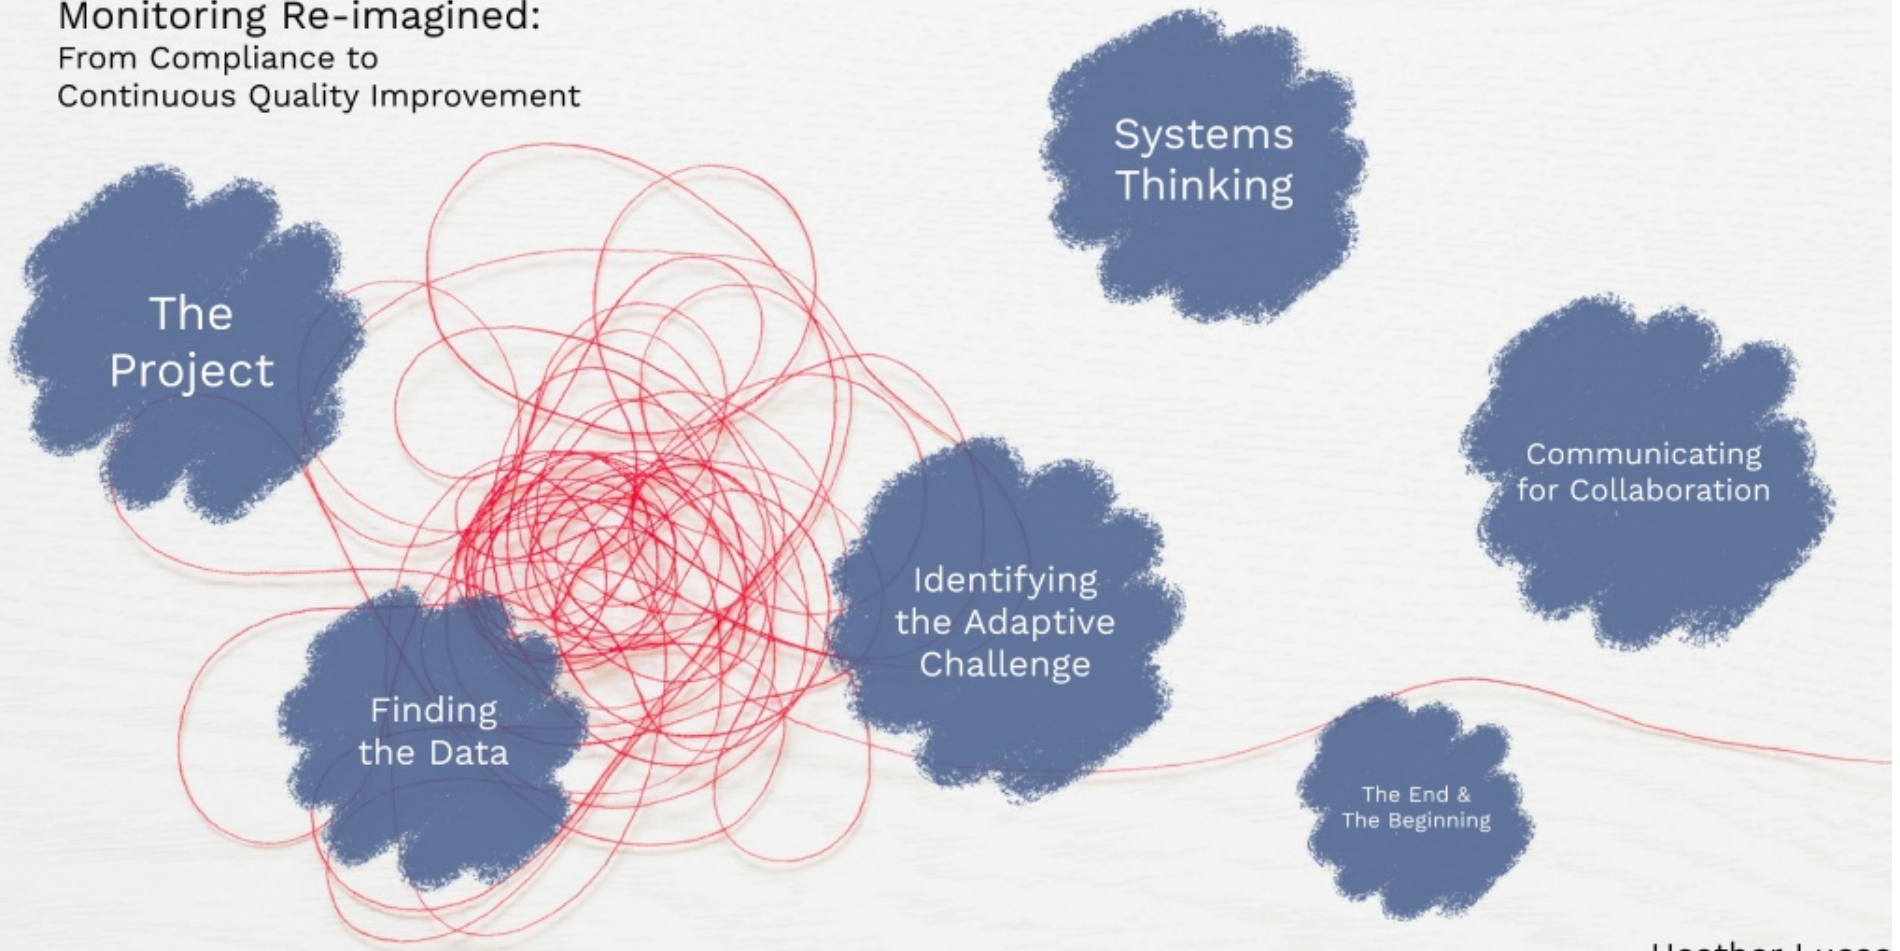 Monitoring Re-imagined:
From Compliance to
Continuous Quality Improvement
The
Project
Finding
the Data
Identifying
the Adaptive
Challenge
Systems
Thinking
Communicating
for Collaboration
The End &
The Beginning
Heather